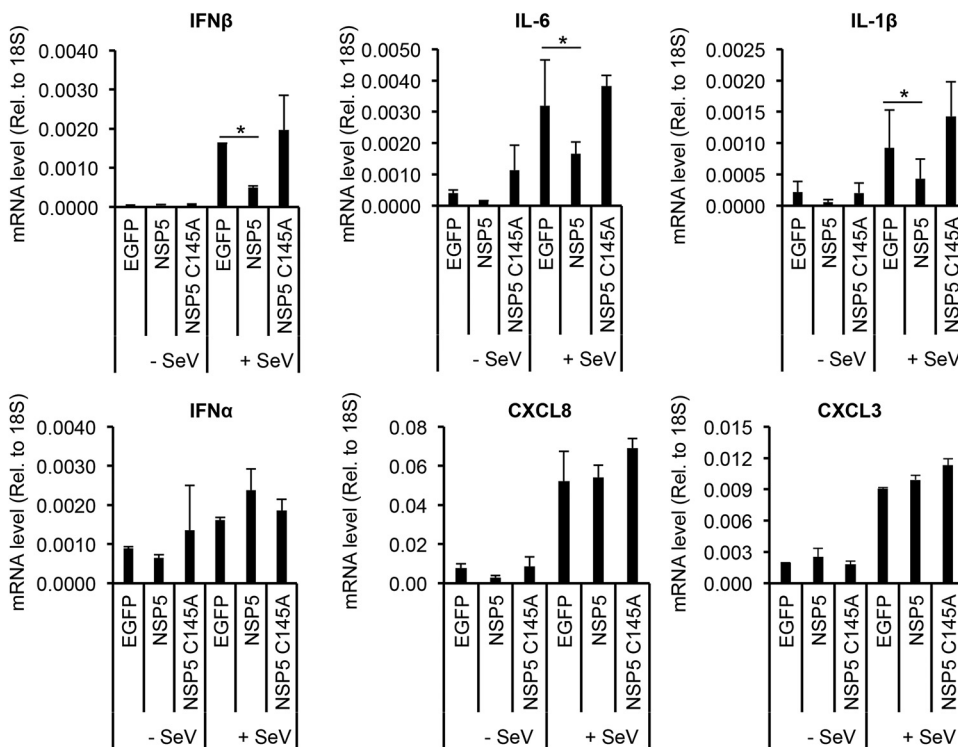 IFNβ
mRNA level (Rel. to 18S)
0.0040
0.0030
0.0020
0.0010
0.0000
*
EGFP
NSP5
NSP5 C145A
EGFP
NSP5
NSP5 C145A
- SeV
+ SeV
IL-6
mRNA level (Rel. to 18S)
0.0050
0.0040
0.0030
0.0020
0.0010
0.0000
*
EGFP
NSP5
NSP5 C145A
EGFP
NSP5
NSP5 C145A
- SeV
+ SeV
IL-1β
mRNA level (Rel. to 18S)
0.0025
0.0020
0.0015
0.0010
0.0005
0.0000
*
EGFP
NSP5
NSP5 C145A
EGFP
NSP5
NSP5 C145A
- SeV
+ SeV
IFNα
mRNA level (Rel. to 18S)
0.0040
0.0030
0.0020
0.0010
0.0000
EGFP
NSP5
NSP5 C145A
EGFP
NSP5
NSP5 C145A
- SeV
+ SeV
CXCL8
mRNA level (Rel. to 18S)
0.08
0.06
0.04
0.02
0.00
EGFP
NSP5
NSP5 C145A
EGFP
NSP5
NSP5 C145A
- SeV
+ SeV
CXCL3
mRNA level (Rel. to 18S)
0.015
0.012
0.009
0.006
0.003
0.000
EGFP
NSP5
NSP5 C145A
EGFP
NSP5
NSP5 C145A
- SeV
+ SeV